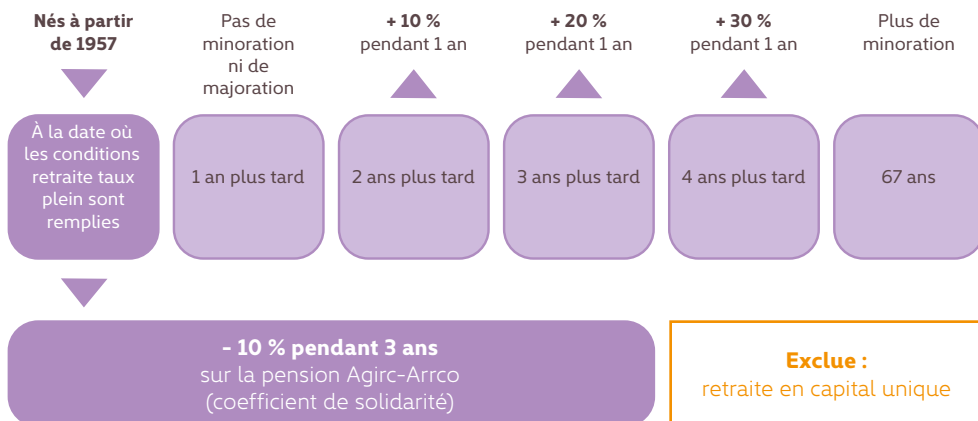 Nés à partir
de 1957
Pas de
minoration
ni de
majoration
+ 10 %
pendant 1 an
+ 20 %
pendant 1 an
+ 30 %
pendant 1 an
Plus de
minoration
À la date où
les conditions
retraite taux
plein sont
remplies
1 an plus tard
2 ans plus tard
3 ans plus tard
4 ans plus tard
67 ans
- 10 % pendant 3 ans
sur la pension Agirc-Arrco
(coefficient de solidarité)
Exclue :
retraite en capital unique